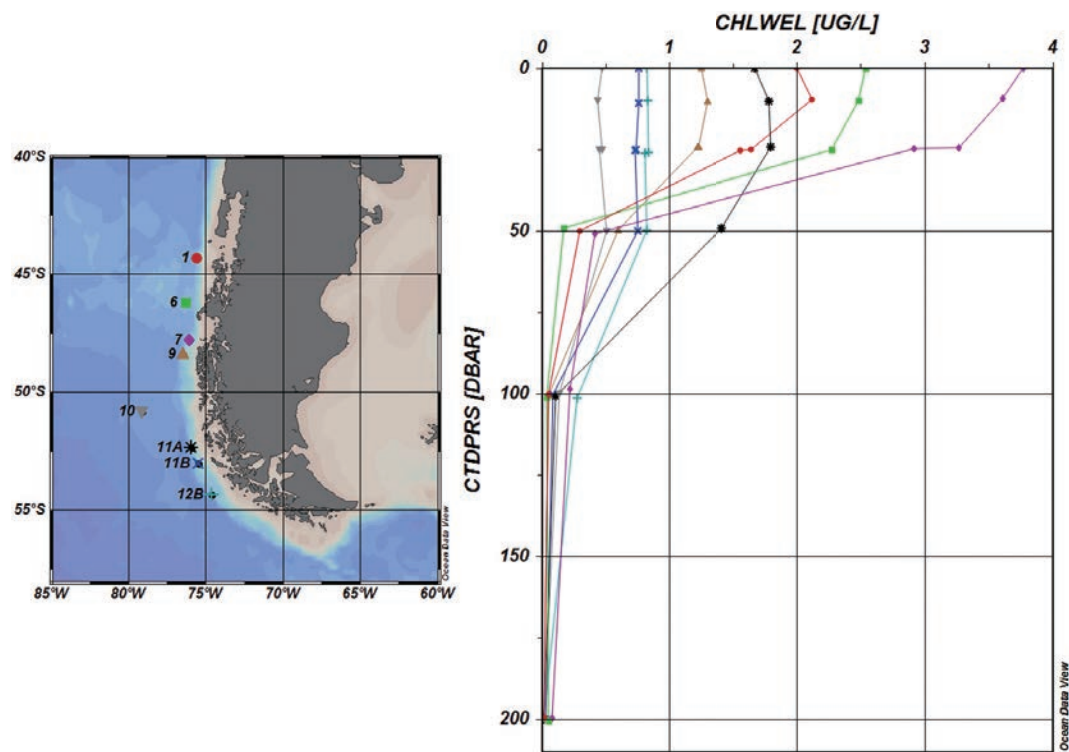 40°S
45°S
50°S
55°S
85°W 80°W 75°W 70°W 65°W 60°W
1
6
7
9
10
11A
11B
12B
Ocean Data View
CHLWEL [UG/L]
0 1 2 3 4
CTDPRS [DBAR]
0
50
100
150
200
Ocean Data View